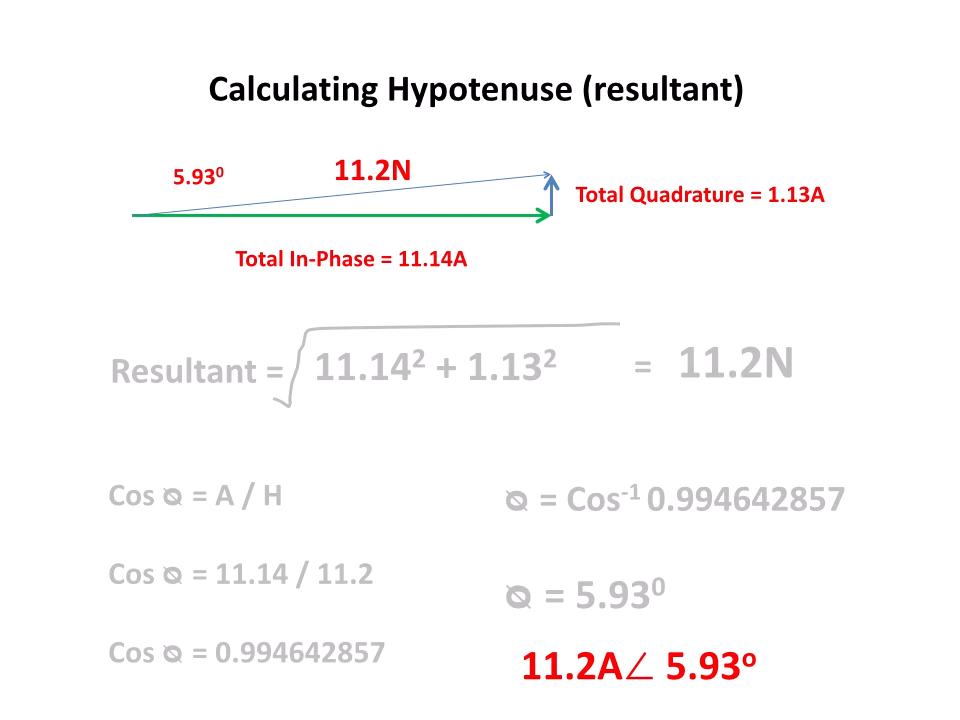 Calculating Hypotenuse (resultant)
5.93⁰
11.2N
Total Quadrature = 1.13A
Total In-Phase = 11.14A
Resultant = √ 11.14² + 1.13² = 11.2N
Cos ᴓ = A / H
ᴓ = Cos⁻¹ 0.994642857
Cos ᴓ = 11.14 / 11.2
ᴓ = 5.93⁰
Cos ᴓ = 0.994642857
11.2A∠ 5.93ᵒ